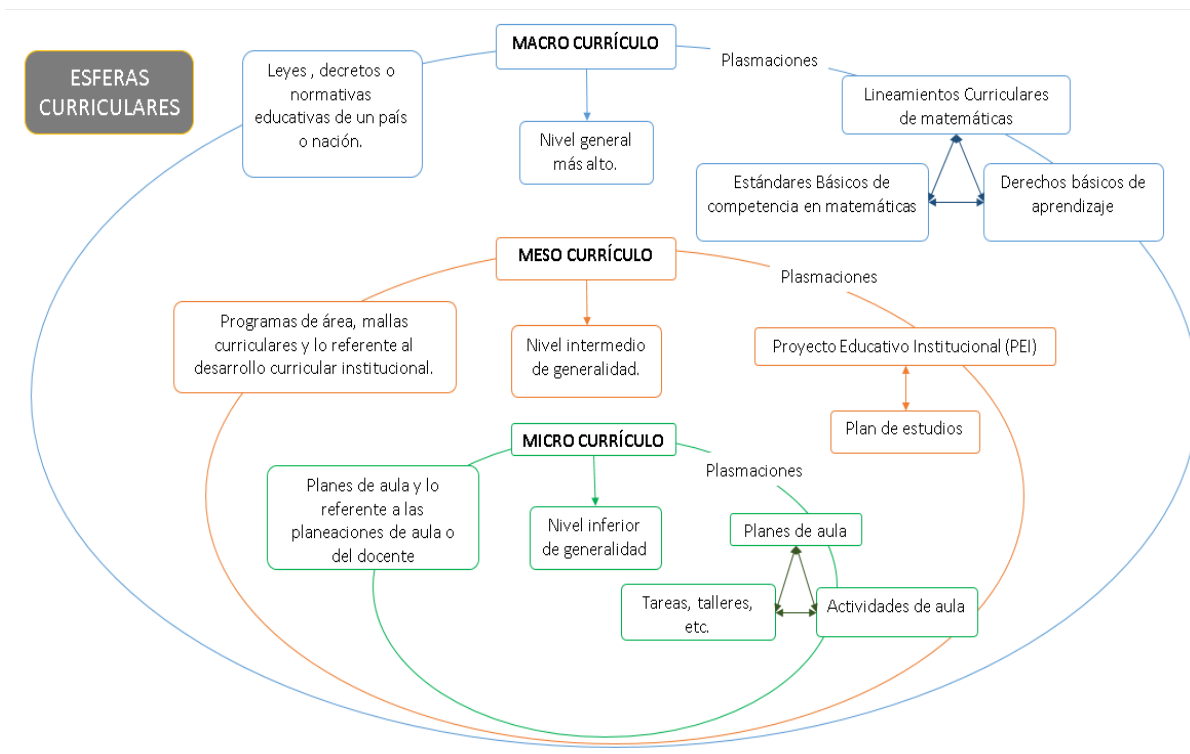 ESFERAS
CURRICULARES
MACRO CURRÍCULO
Leyes , decretos o
normativas
educativas de un país
o nación.
Nivel general
más alto.
Plasmaciones
Lineamientos Curriculares
de matemáticas
Estándares Básicos de
competencia en matemáticas
Derechos básicos de
aprendizaje
MESO CURRÍCULO
Programas de área, mallas
curriculares y lo referente al
desarrollo curricular institucional.
Nivel intermedio
de generalidad.
Plasmaciones
Proyecto Educativo Institucional (PEI)
Plan de estudios
MICRO CURRÍCULO
Planes de aula y lo
referente a las
planeaciones de aula o
del docente
Nivel inferior
de generalidad
Plasmaciones
Planes de aula
Tareas, talleres,
etc.
Actividades de aula